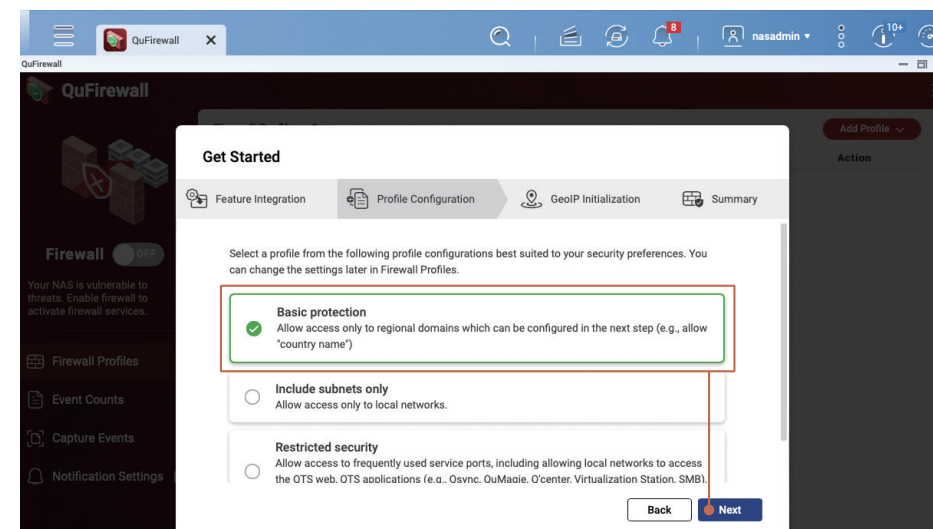 QuFirewall
8
nasadmin
10+
QuFirewall
QuFirewall
Add Profile
Action
Get Started
Feature Integration
Profile Configuration
GeoIP Initialization
Summary
Firewall OFF
Your NAS is vulnerable to
threats. Enable firewall to
activate firewall services.
Firewall Profiles
Event Counts
Capture Events
Notification Settings
Select a profile from the following profile configurations best suited to your security preferences. You
can change the settings later in Firewall Profiles.
Basic protection
Allow access only to regional domains which can be configured in the next step (e.g., allow
"country name")
Include subnets only
Allow access only to local networks.
Restricted security
Allow access to frequently used service ports, including allowing local networks to access
the QTS web, QTS applications (e.g., Qsync, QuMagie, Q'center, Virtualization Station, SMB),
Back
Next